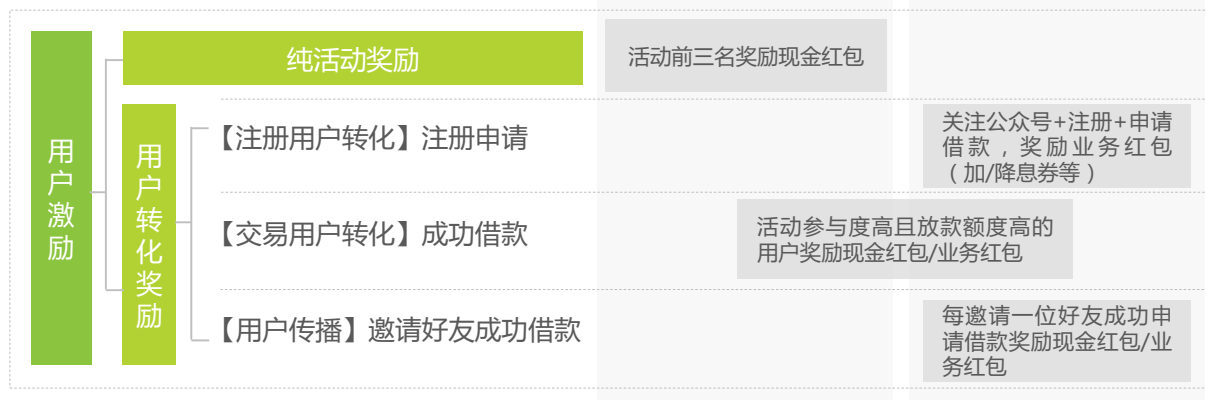 用户激励
纯活动奖励
活动前三名奖励现金红包
用户转化奖励
【注册用户转化】注册申请
关注公众号+注册+申请
借款，奖励业务红包
（加/降息券等）
【交易用户转化】成功借款
活动参与度高且放款额度高的
用户奖励现金红包/业务红包
【用户传播】邀请好友成功借款
每邀请一位好友成功申
请借款奖励现金红包/业
务红包